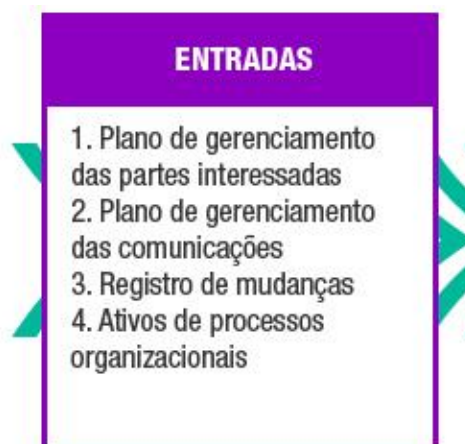 ENTRADAS
1. Plano de gerenciamento
das partes interessadas
2. Plano de gerenciamento
das comunicações
3. Registro de mudanças
4. Ativos de processos
organizacionais